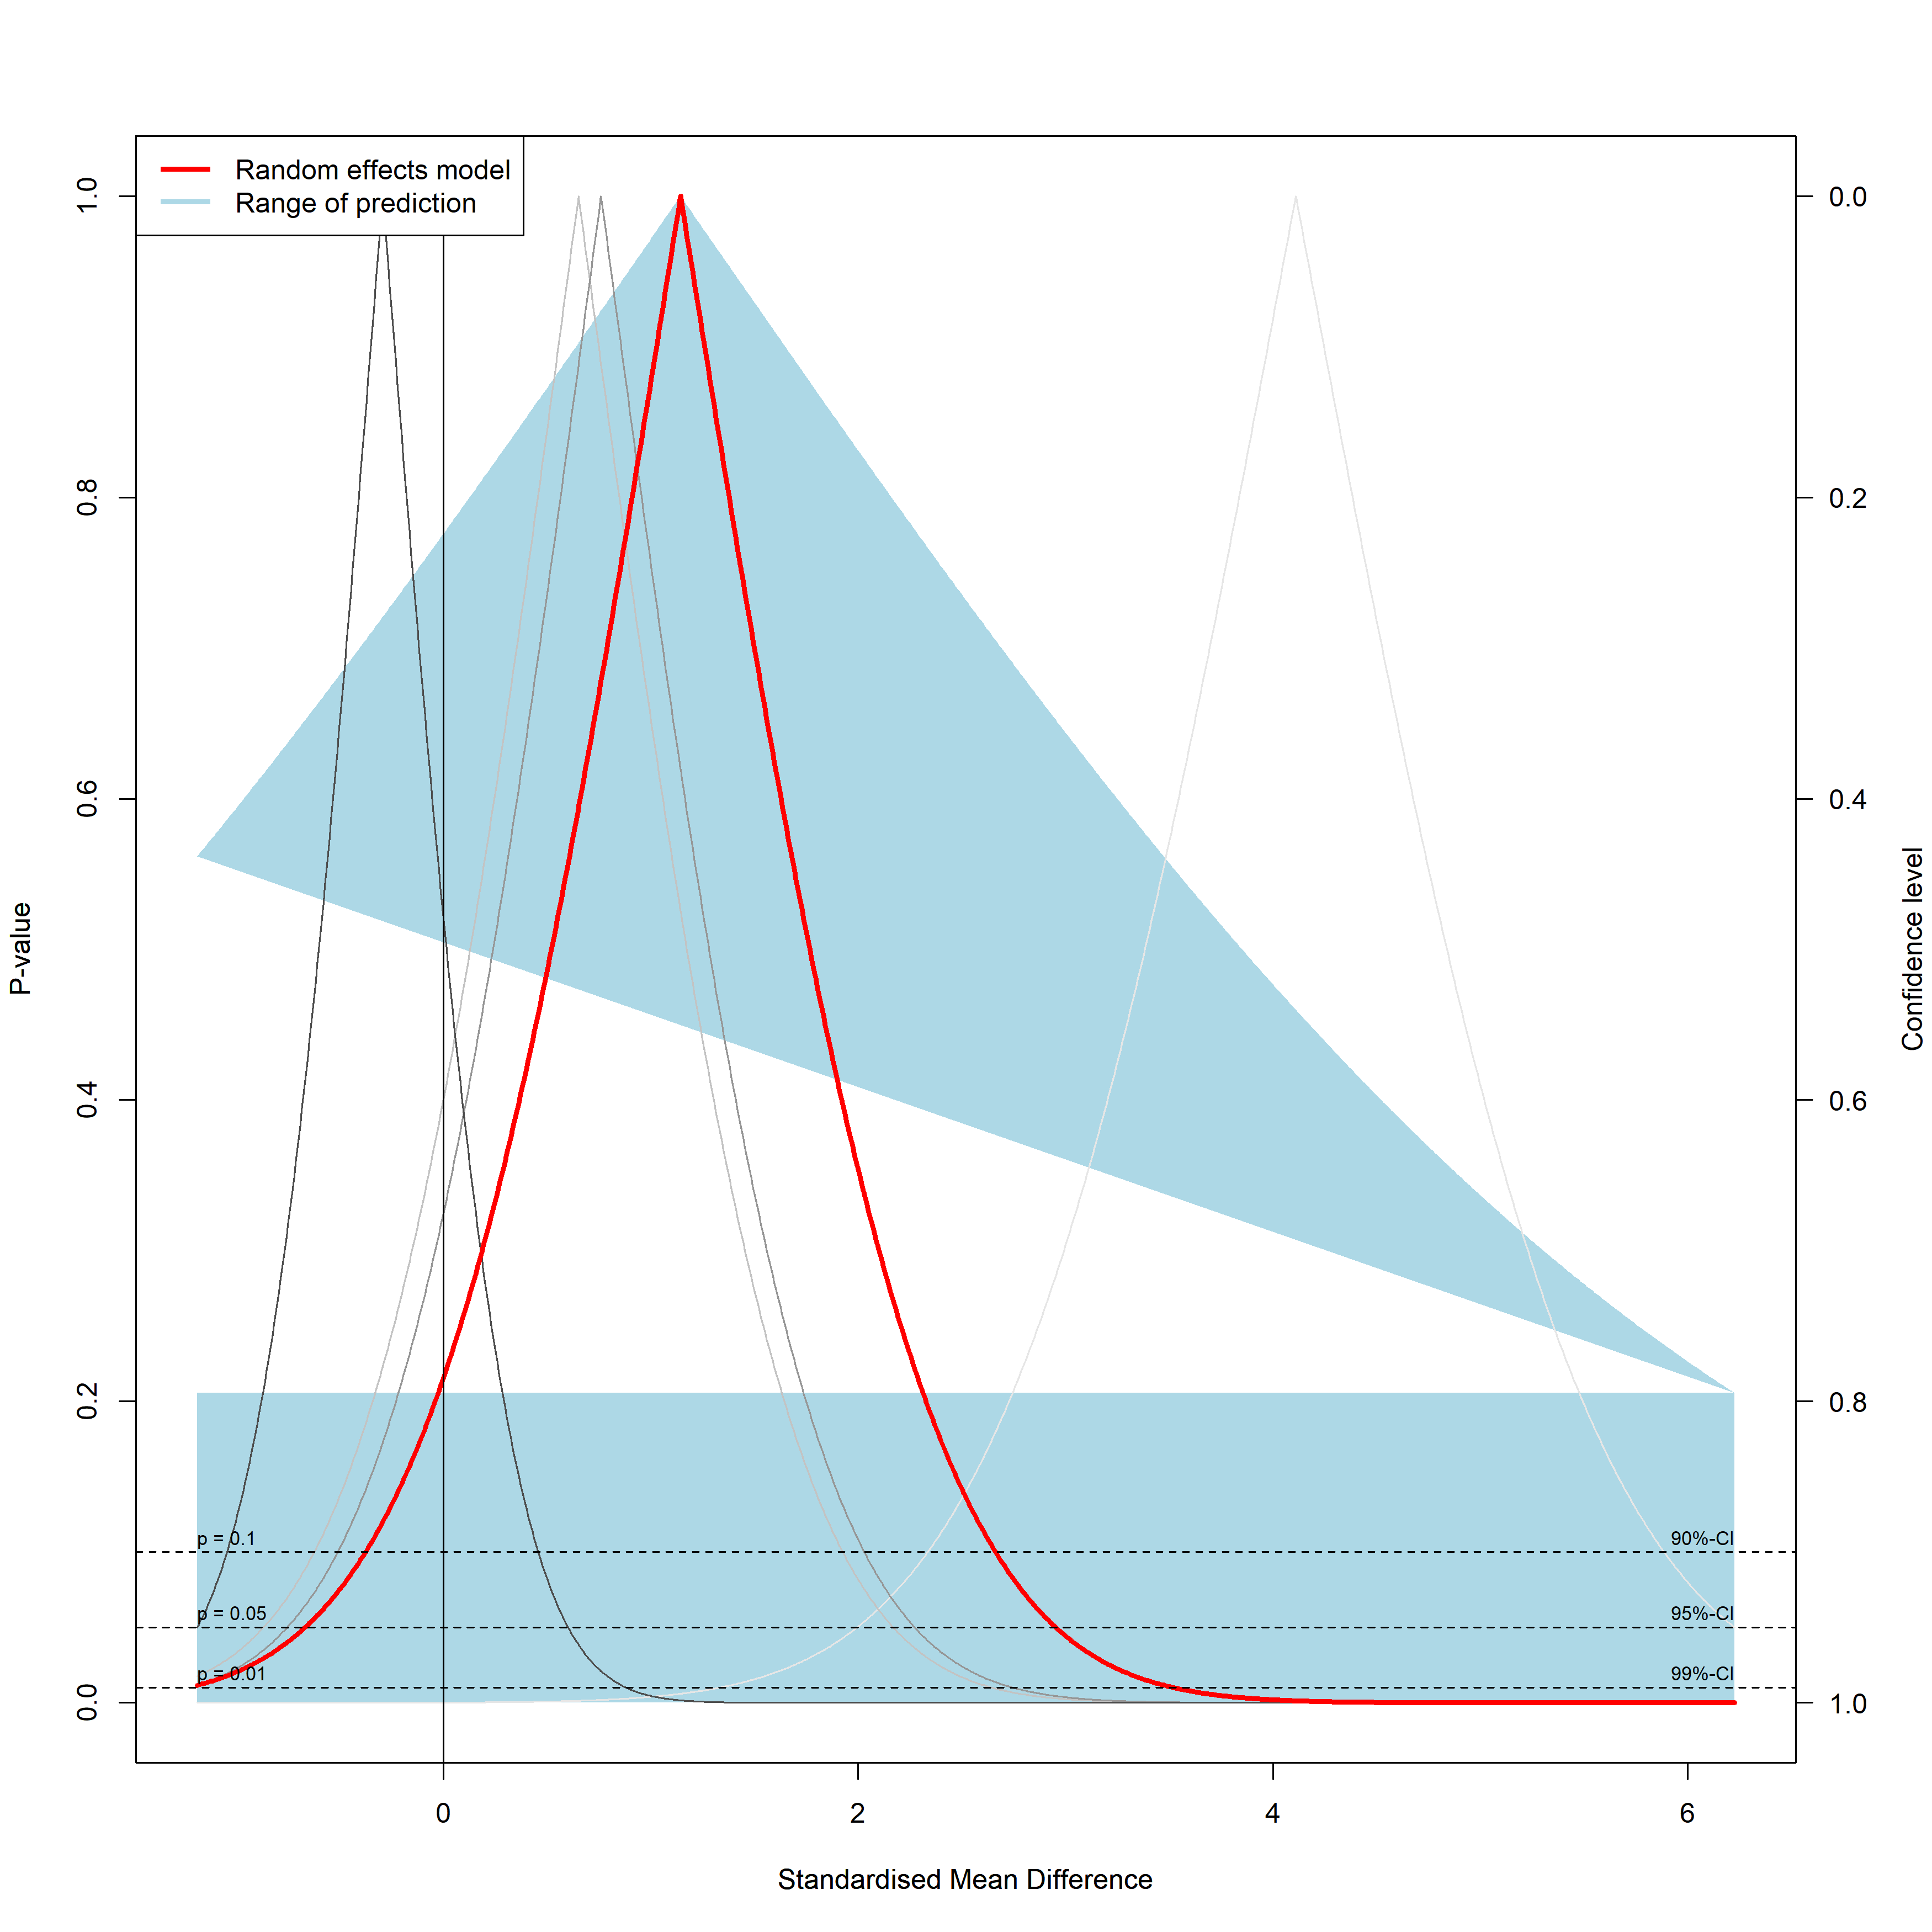 Random effects model
Range of prediction
1.0
0.8
0.6
0.4
0.2
0.0
P-value
0.0
0.2
0.4
0.6
0.8
1.0
Confidence level
p = 0.1
90%-CI
p = 0.05
95%-CI
p = 0.01
99%-CI
0
2
4
6
Standardised Mean Difference